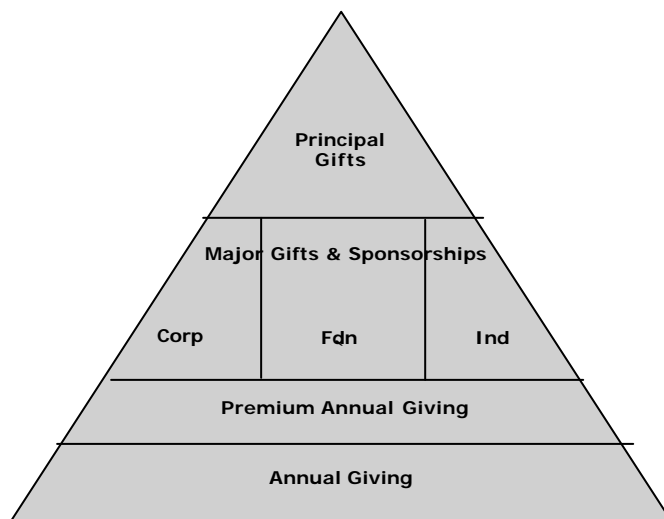 Principal
Gifts
Major Gifts & Sponsorships
Corp Fdn Ind
Premium Annual Giving
Annual Giving